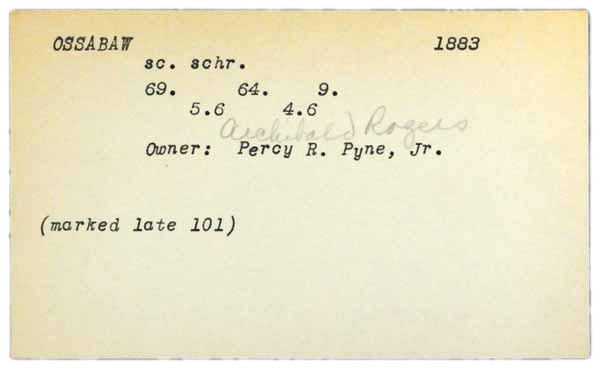 OSSABAW 1883
sc. schr.
69. 64. 9.
5.6 4.6
Archibald Rogers
Owner: Percy R. Pyne, Jr.
(marked late 101)